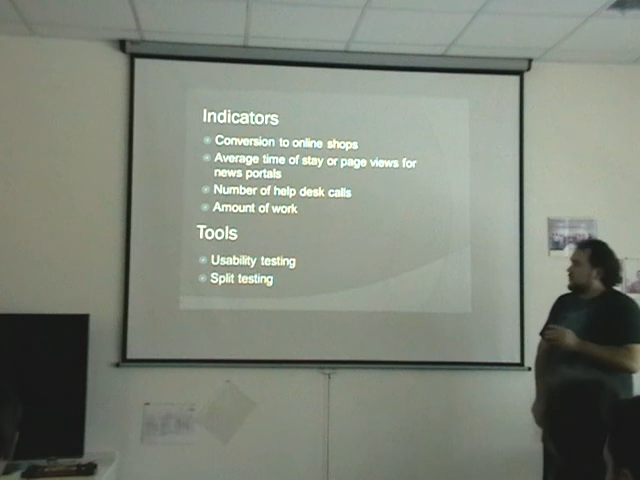 Indicators
Conversion to online shops
Average time of stay or page views for
news portals
Number of help desk calls
Amount of work
Tools
Usability testing
Split testing